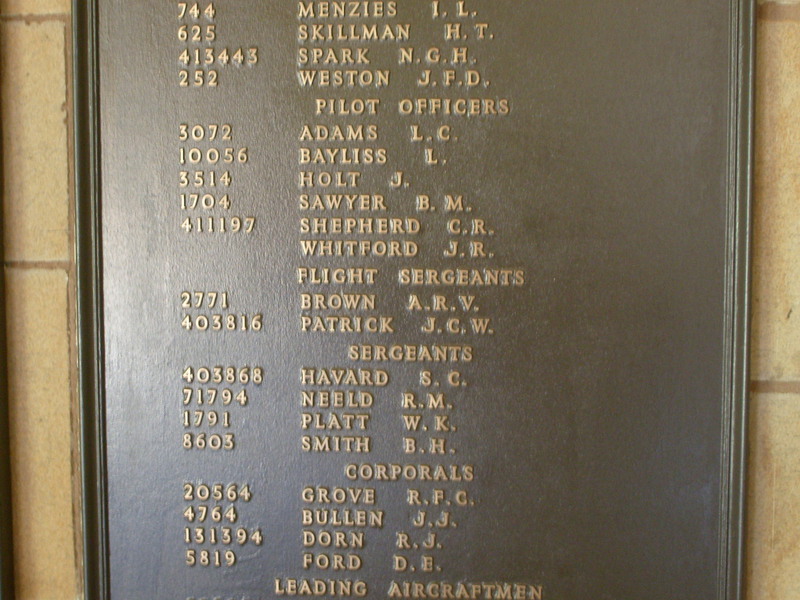 744 MENZIES I. L.
625 SKILLMAN H. T.
413443 SPARK N.G.H.
252 WESTON J.F.D.
PILOT OFFICERS
3072 ADAMS L.C.
10056 BAYLISS L.
3514 HOLT J.
1704 SAWYER B.M.
411197 SHEPHERD C.R.
WHITFORD J.R.
FLIGHT SERGEANTS
2771 BROWN A.R.V.
403816 PATRICK J.C.W.
SERGEANTS
403868 HAVARD S.C.
71794 NEELD R.M.
1791 PLATT W.K.
8603 SMITH B.H.
CORPORALS
20564 GROVE R.F.C.
4764 BULLEN J.J.
131394 DORN R.J.
5819 FORD D.E.
LEADING AIRCRAFTMEN